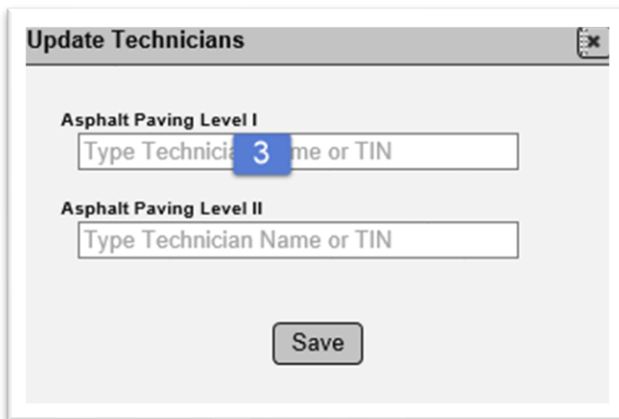 Update Technicians
Asphalt Paving Level I
Type Technicia 3 me or TIN
Asphalt Paving Level II
Type Technician Name or TIN
Save